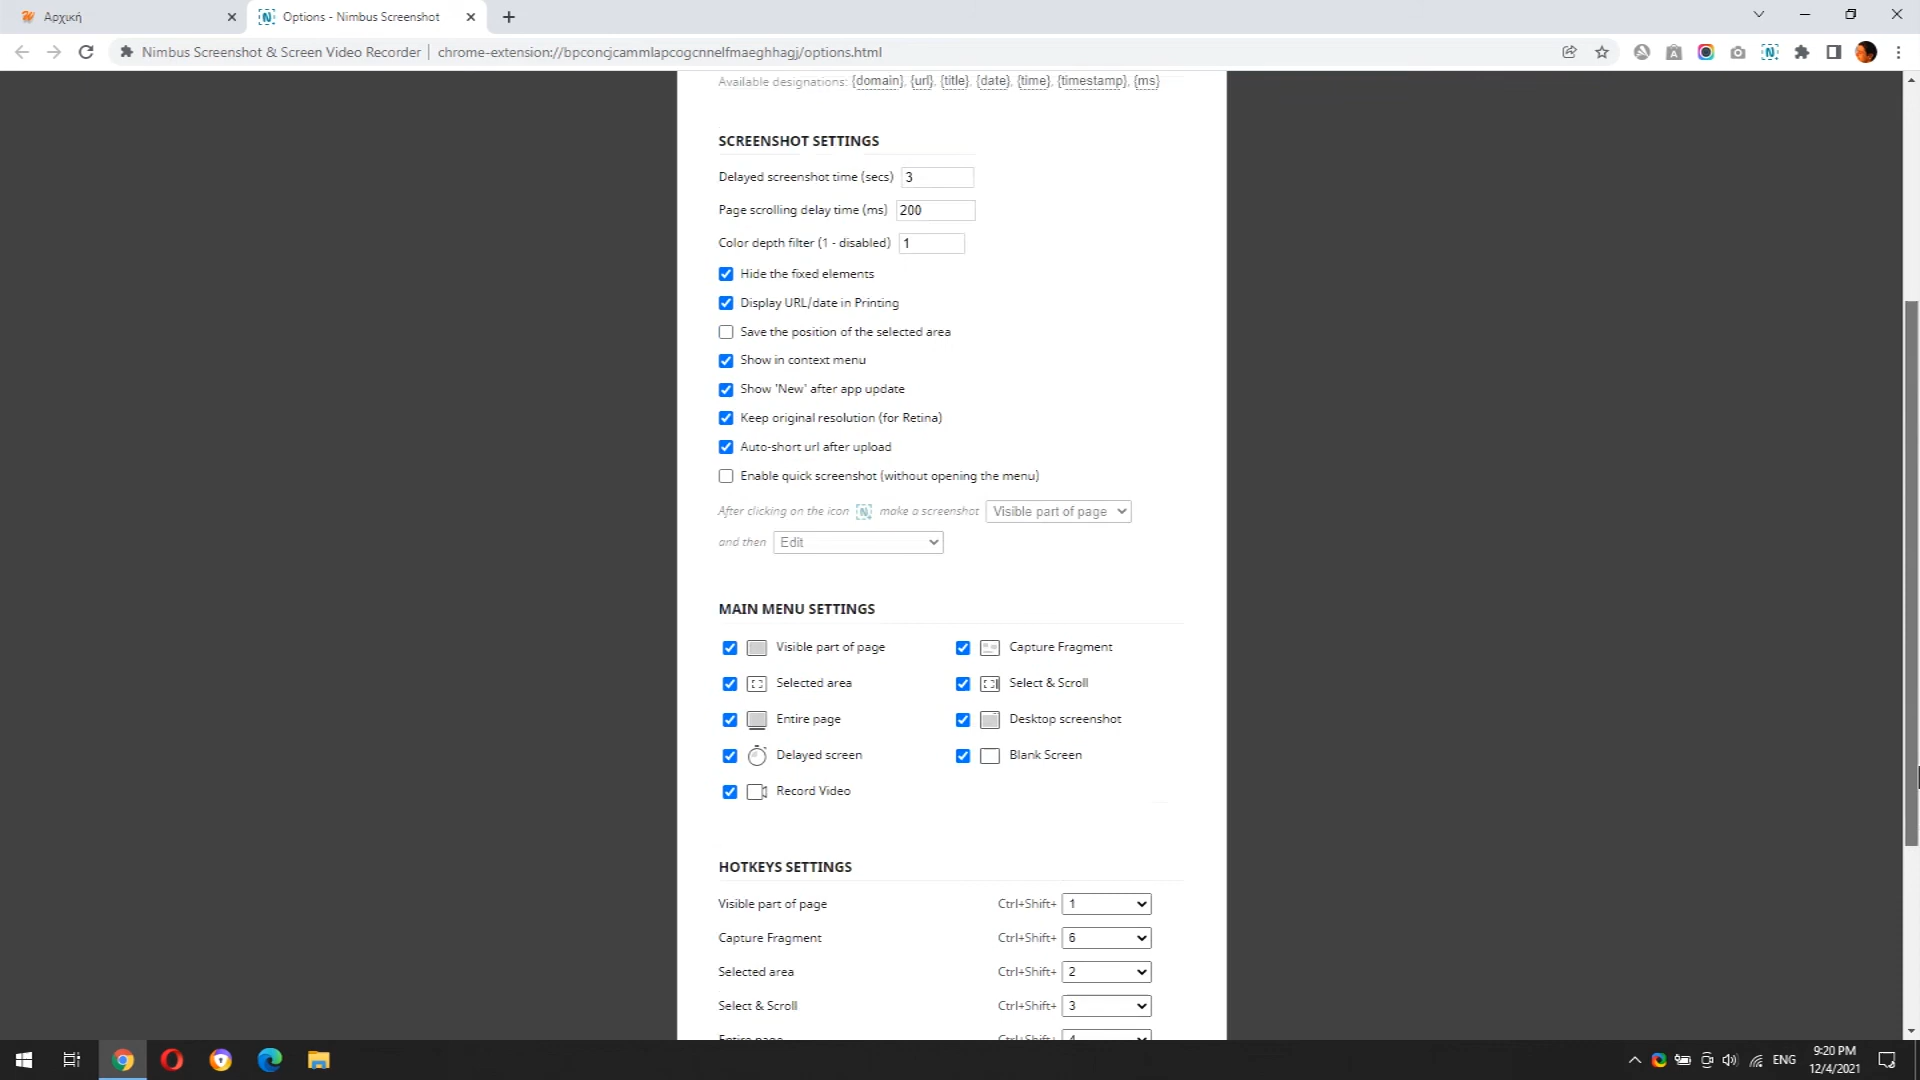 Αρχική
Options - Nimbus Screenshot
Nimbus Screenshot & Screen Video Recorder | chrome-extension://bpconcjcammlapcogcnnelfmaeghhagj/options.html
Available designations: {domain}, {url}, {title}, {date}, {time}, {timestamp}, {ms}
SCREENSHOT SETTINGS
Delayed screenshot time (secs) 3
Page scrolling delay time (ms) 200
Color depth filter (1 - disabled) 1
Hide the fixed elements
Display URL/date in Printing
Save the position of the selected area
Show in context menu
Show 'New' after app update
Keep original resolution (for Retina)
Auto-short url after upload
Enable quick screenshot (without opening the menu)
After clicking on the icon N make a screenshot Visible part of page
and then Edit
MAIN MENU SETTINGS
Visible part of page Capture Fragment
Selected area Select & Scroll
Entire page Desktop screenshot
Delayed screen Blank Screen
Record Video
HOTKEYS SETTINGS
Visible part of page Ctrl+Shift+ 1
Capture Fragment Ctrl+Shift+ 6
Selected area Ctrl+Shift+ 2
Select & Scroll Ctrl+Shift+ 3
Entire page Ctrl+Shift+ 4
ENG
9:20 PM
12/4/2021